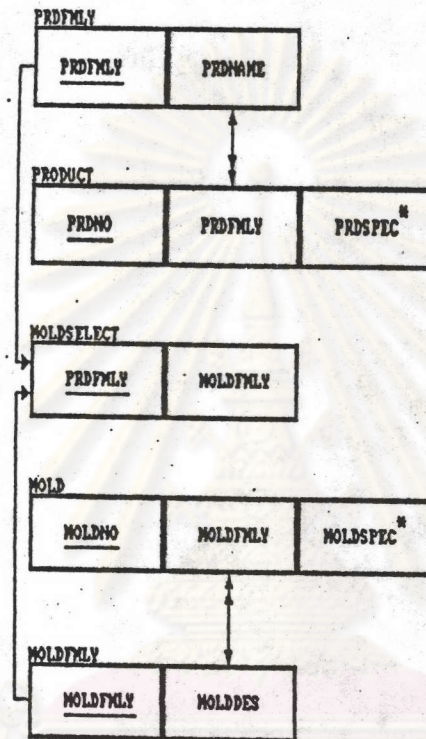 PRDFMLY
PRDFMLY PRDNAME
PRODUCT
PRDNO PRDFMLY PRDSPEC*
MOLDSELECT
PRDFMLY MOLDFMLY
MOLD
MOLDNO MOLDFMLY MOLDSPEC*
MOLDFMLY
MOLDFMLY MOLDDES